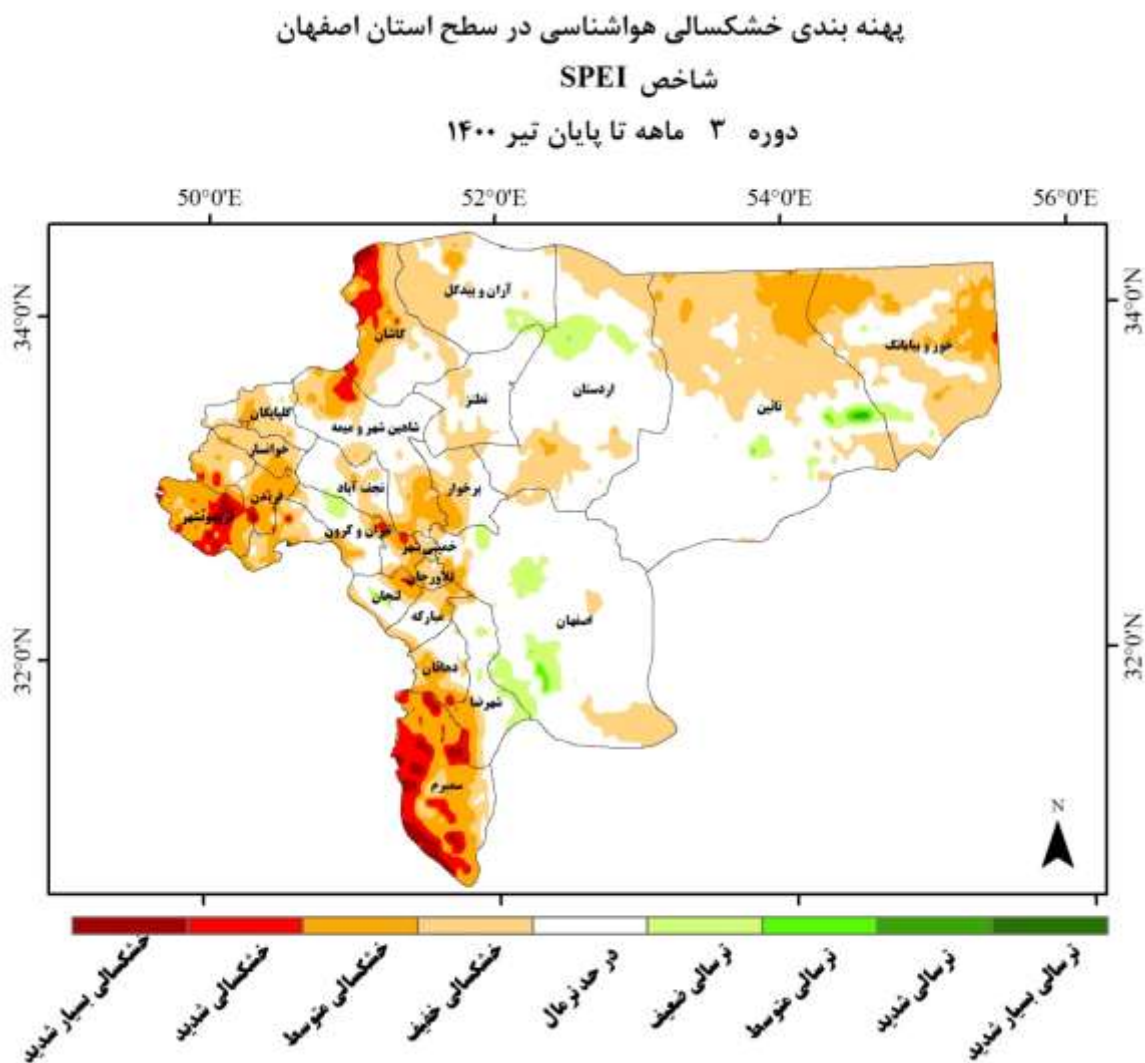 پهنه بندی خشکسالی هواشناسی در سطح استان اصفهان
شاخص SPEI
دوره ۳ ماهه تا پایان تیر ۱۴۰۰
50°0'E 52°0'E 54°0'E 56°0'E
34°0'N
34°0'N
32°0'N
32°0'N
آران و بیدگل
کاشان
خور و بیابانک
نطنز
اردستان
نائین
گلپایگان
شاهین شهر و میمه
خوانسار
نجف آباد
برخوار
فریدن
فریدونشهر
تیران و کرون
خمینی شهر
فلاورجان
لنجان
مبارکه
اصفهان
دهاقان
شهرضا
سمیرم
N
خشکسالی بسیار شدید
خشکسالی شدید
خشکسالی متوسط
خشکسالی خفیف
در حد نرمال
ترسالی ضعیف
ترسالی متوسط
ترسالی شدید
ترسالی بسیار شدید